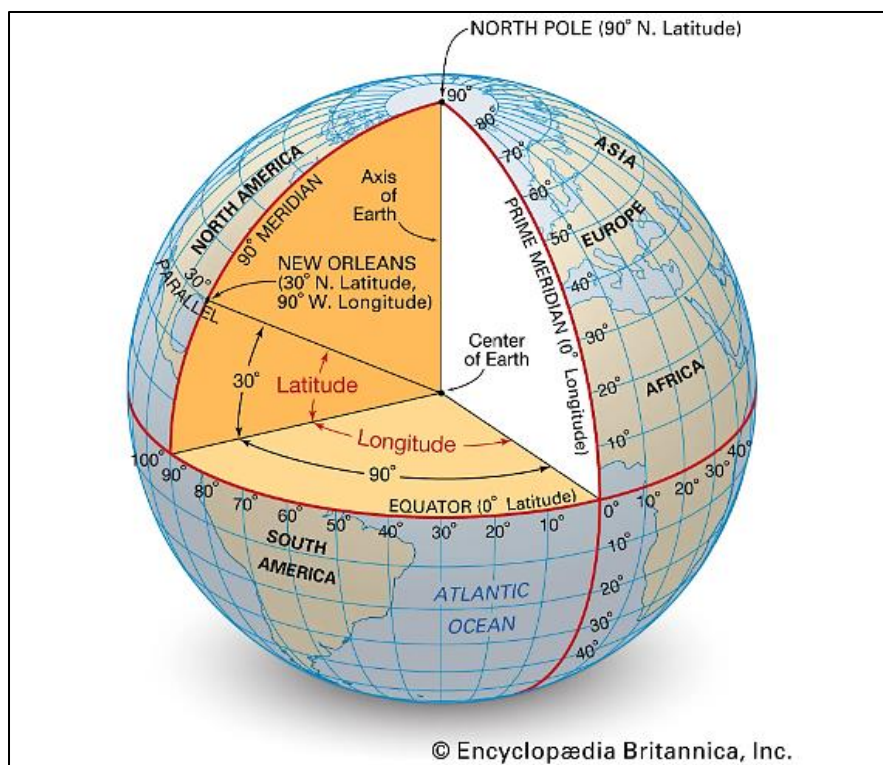 NORTH POLE (90° N. Latitude)
90°
80°
70°
60°
50°
40°
30°
20°
10°
ASIA
EUROPE
AFRICA
NORTH AMERICA
90° MERIDIAN
Axis
of
Earth
PRIME MERIDIAN (0° Longitude)
30°
PARALLEL
NEW ORLEANS
(30° N. Latitude,
90° W. Longitude)
Center
of Earth
30°
Latitude
Longitude
90°
EQUATOR (0° Latitude)
100°
90°
80°
70°
60°
50°
40°
30°
20°
10°
0°
10°
20°
30°
40°
10°
20°
30°
40°
SOUTH
AMERICA
ATLANTIC
OCEAN
© Encyclopædia Britannica, Inc.